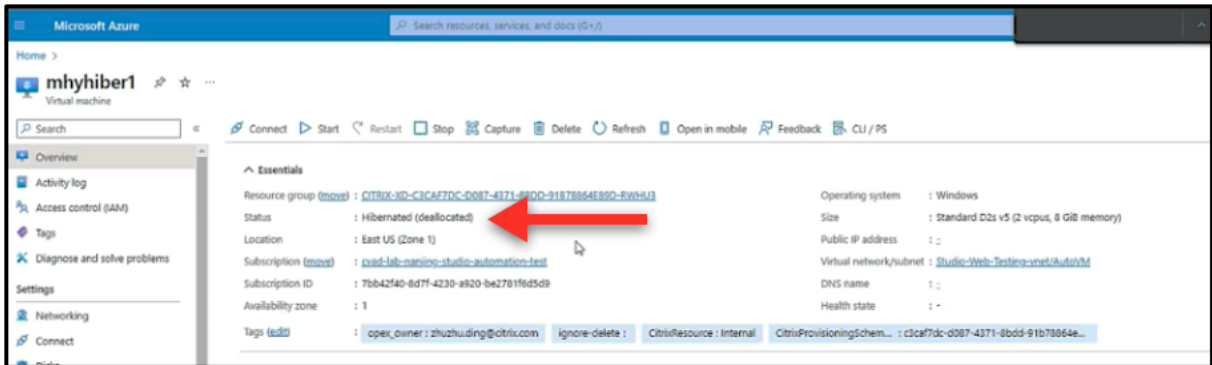 Microsoft Azure
Search resources, services, and docs (G+/)
Home >
mhyhiber1
Virtual machine
Search
Connect Start Restart Stop Capture Delete Refresh Open in mobile Feedback CLI / PS
Overview
Activity log
Access control (IAM)
Tags
Diagnose and solve problems
Settings
Networking
Connect
Disks
Essentials
Resource group (move) : CITRIX-XD-C3CAF7DC-D087-4371-8BDD-91B78864E89D-RWHU3
Status : Hibernated (deallocated)
Location : East US (Zone 1)
Subscription (move) : cvad-lab-nanjing-studio-automation-test
Subscription ID : 7bb42f40-8d7f-4230-a920-be2781f6d5d9
Availability zone : 1
Operating system : Windows
Size : Standard D2s v5 (2 vcpus, 8 GiB memory)
Public IP address : -
Virtual network/subnet : Studio-Web-Testing-vnet/AutoVM
DNS name : -
Health state : -
Tags (edit) : opex_owner : zhuzhu.ding@citrix.com ignore-delete : CitrixResource : Internal CitrixProvisioningSchem... : c3caf7dc-d087-4371-8bdd-91b78864e...